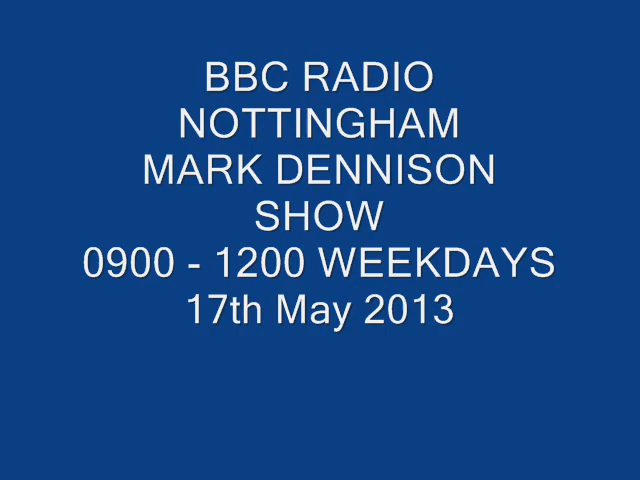 BBC RADIO
NOTTINGHAM
MARK DENNISON
SHOW
0900 - 1200 WEEKDAYS
17th May 2013